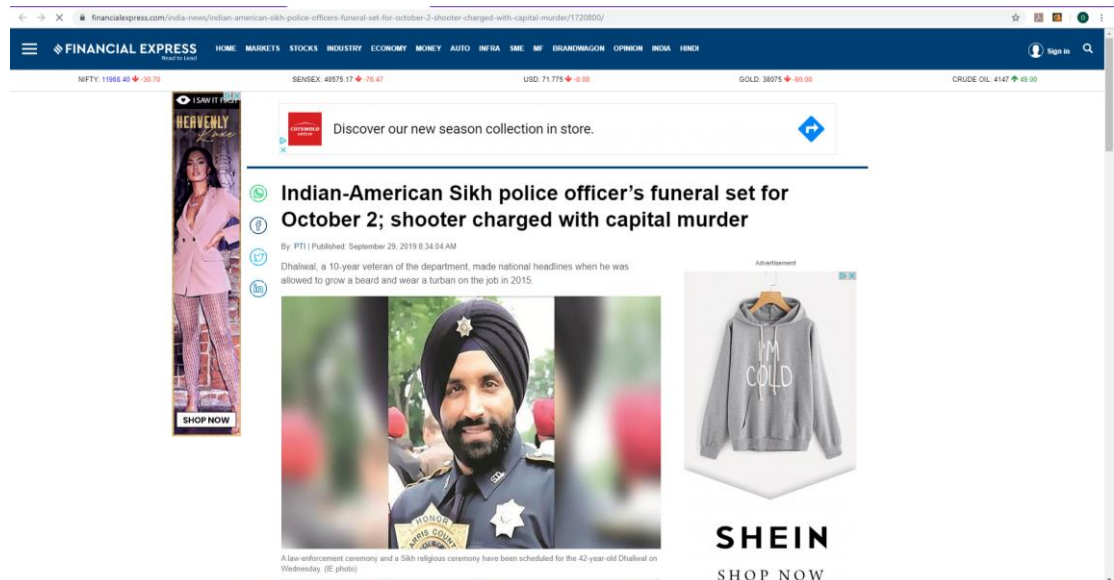 financialexpress.com/india-news/indian-american-sikh-police-officers-funeral-set-for-october-2-shooter-charged-with-capital-murder/1720800/
FINANCIAL EXPRESS
Read to Lead
HOME MARKETS STOCKS INDUSTRY ECONOMY MONEY AUTO INFRA SME MF BRANDWAGON OPINION INDIA HINDI
Sign in
NIFTY: 11968.40 -30.70 SENSEX: 40575.17 -76.47 USD: 71.775 -0.08 GOLD: 38075 -80.00 CRUDE OIL: 4147 49.00
I SAW IT FIRST
HEAVENLY
Luxe
SHOP NOW
COTSWOLD
outdoor
Discover our new season collection in store.
Indian-American Sikh police officer's funeral set for
October 2; shooter charged with capital murder
By: PTI | Published: September 29, 2019 8:34:04 AM
Dhaliwal, a 10-year veteran of the department, made national headlines when he was
allowed to grow a beard and wear a turban on the job in 2015.
HONOR
HARRIS COUNTY
A law-enforcement ceremony and a Sikh religious ceremony have been scheduled for the 42-year-old Dhaliwal on
Wednesday. (IE photo)
Advertisement
I'M
COLD
SHEIN
SHOP NOW